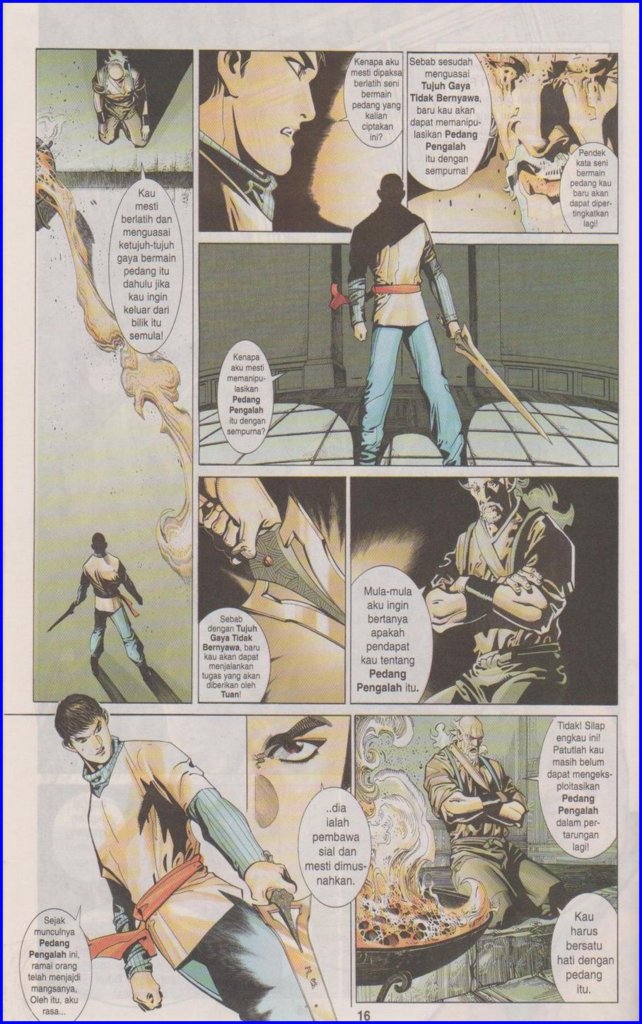 Kau
mesti
berlatih dan
menguasai
ketujuh-tujuh
gaya bermain
pedang itu
dahulu jika
kau ingin
keluar dari
bilik itu
semula!
Kenapa aku
mesti dipaksa
berlatih seni
bermain
pedang yang
kalian
ciptakan
ini?
Sebab sesudah
menguasai
Tujuh Gaya
Tidak Bernyawa,
baru kau akan
dapat memanipu-
lasikan Pedang
Pengalah
itu dengan
sempurna!
Pendek
kata seni
bermain
pedang kau
baru akan
dapat diper-
tingkatkan
lagi!
Kenapa
aku mesti
memanipu-
lasikan
Pedang
Pengalah
itu dengan
sempurna?
Sebab
dengan Tujuh
Gaya Tidak
Bernyawa, baru
kau akan dapat
menjalankan
tugas yang akan
diberikan oleh
Tuan!
Mula-mula
aku ingin
bertanya
apakah
pendapat
kau tentang
Pedang
Pengalah itu.
Sejak
munculnya
Pedang
Pengalah ini,
ramai orang
telah menjajdi
mangsanya.
Oleh itu, aku
rasa...
..dia
ialah
pembawa
sial dan
mesti dimus-
nahkan.
Tidak! Silap
engkau ini!
Patutlah kau
masih belum
dapat mengeks-
ploitasikan
Pedang
Pengalah
dalam per-
tarungan
lagi!
Kau
harus
bersatu
hati dengan
pedang
itu.
16